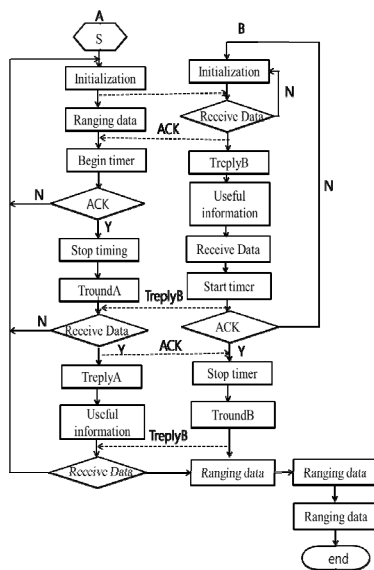 A
S
B
Initialization
Initialization
N
Ranging data
Receive Data
ACK
Begin timer
TreplyB
N
ACK
N
Useful
information
Y
Stop timing
Receive Data
TroundA
Start timer
TreplyB
N
Receive Data
ACK
Y
ACK
Y
TreplyA
Stop timer
Useful
information
TroundB
TreplyB
Receive Data
Ranging data
Ranging data
Ranging data
end